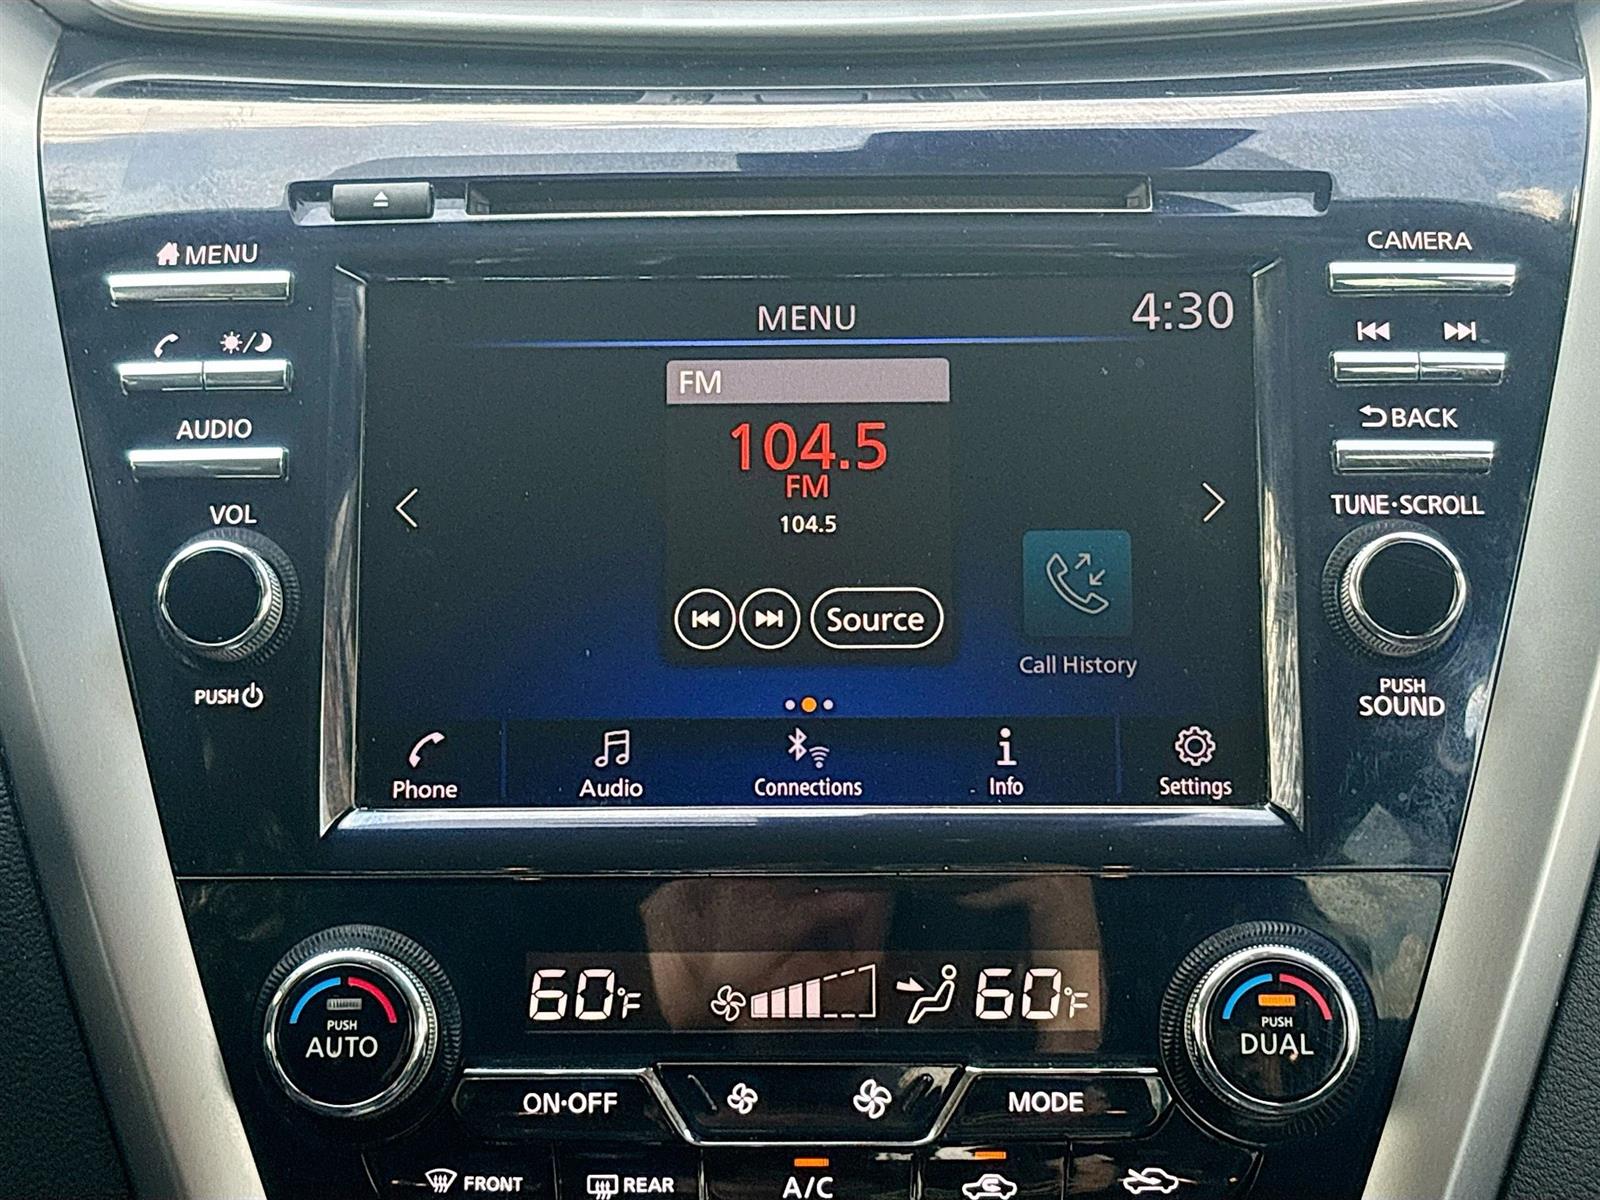 MENU
CAMERA
MENU
4:30
FM
AUDIO
BACK
104.5
FM
104.5
VOL
TUNE·SCROLL
Source
Call History
PUSH
PUSH
SOUND
Phone
Audio
Connections
Info
Settings
60°F
60°F
PUSH
AUTO
PUSH
DUAL
ON·OFF
MODE
FRONT
REAR
A/C